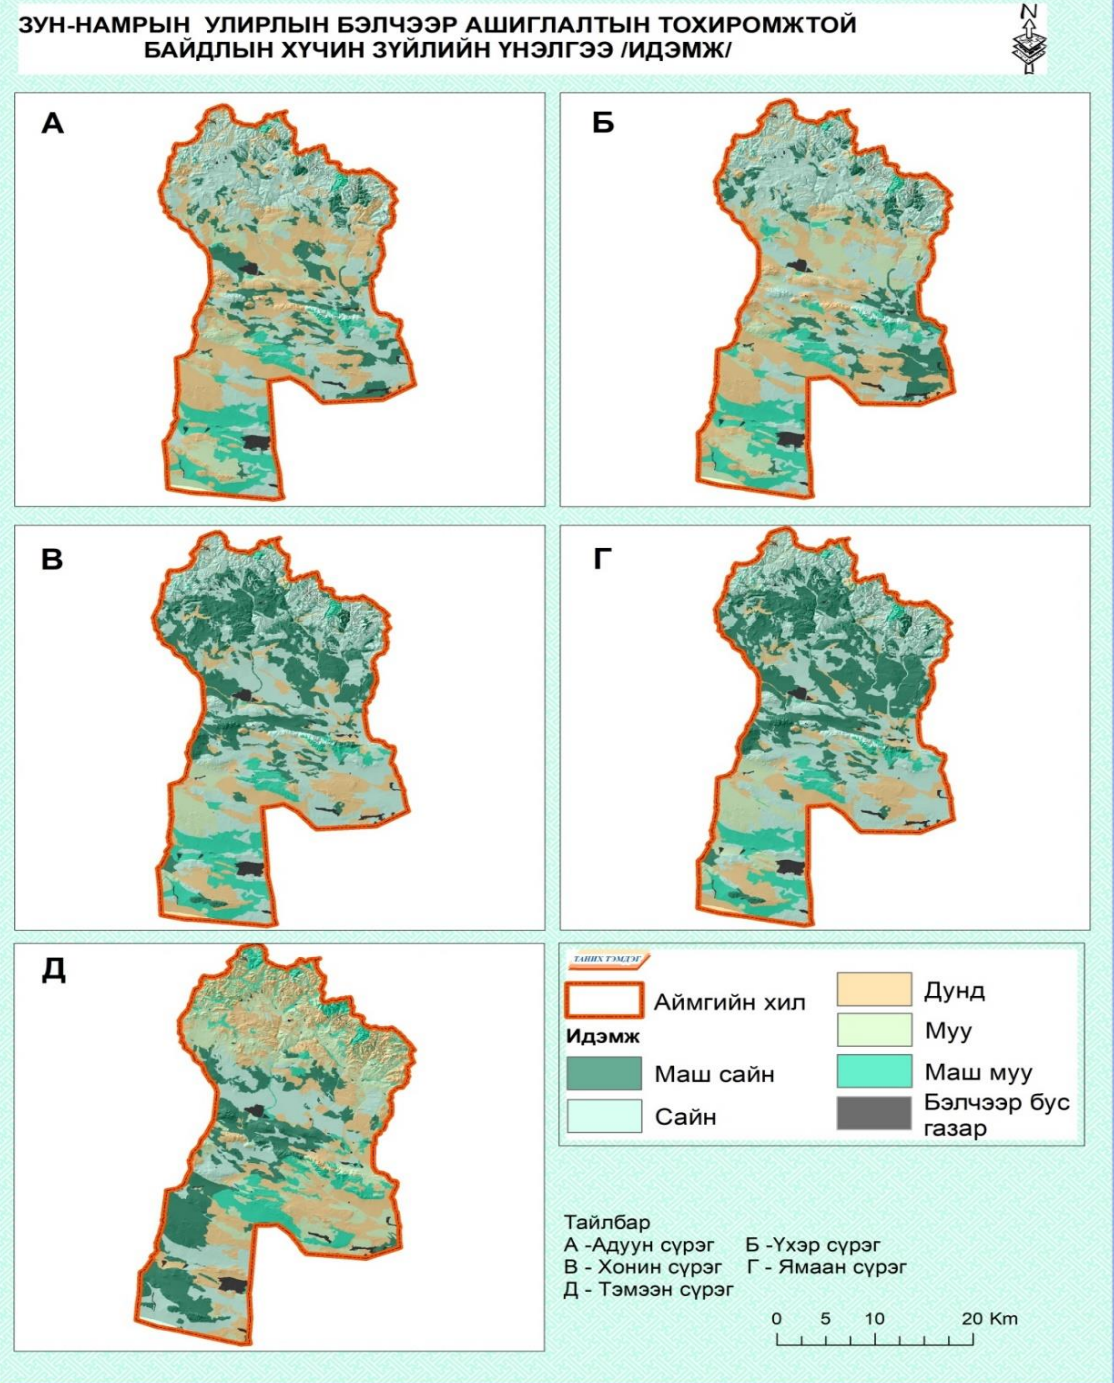 ЗУН-НАМРЫН УЛИРЛЫН БЭЛЧЭЭР АШИГЛАЛТЫН ТОХИРОМЖТОЙ
БАЙДЛЫН ХҮЧИН ЗҮЙЛИЙН ҮНЭЛГЭЭ /ИДЭМЖ/
N
А
Б
В
Г
Д
ТАНИХ ТЭМДЭГ
Аймгийн хил
Идэмж
Маш сайн
Сайн
Дунд
Муу
Маш муу
Бэлчээр бус
газар
Тайлбар
А -Адуун сүрэг Б -Үхэр сүрэг
В - Хонин сүрэг Г - Ямаан сүрэг
Д - Тэмээн сүрэг
0 5 10 20 Km